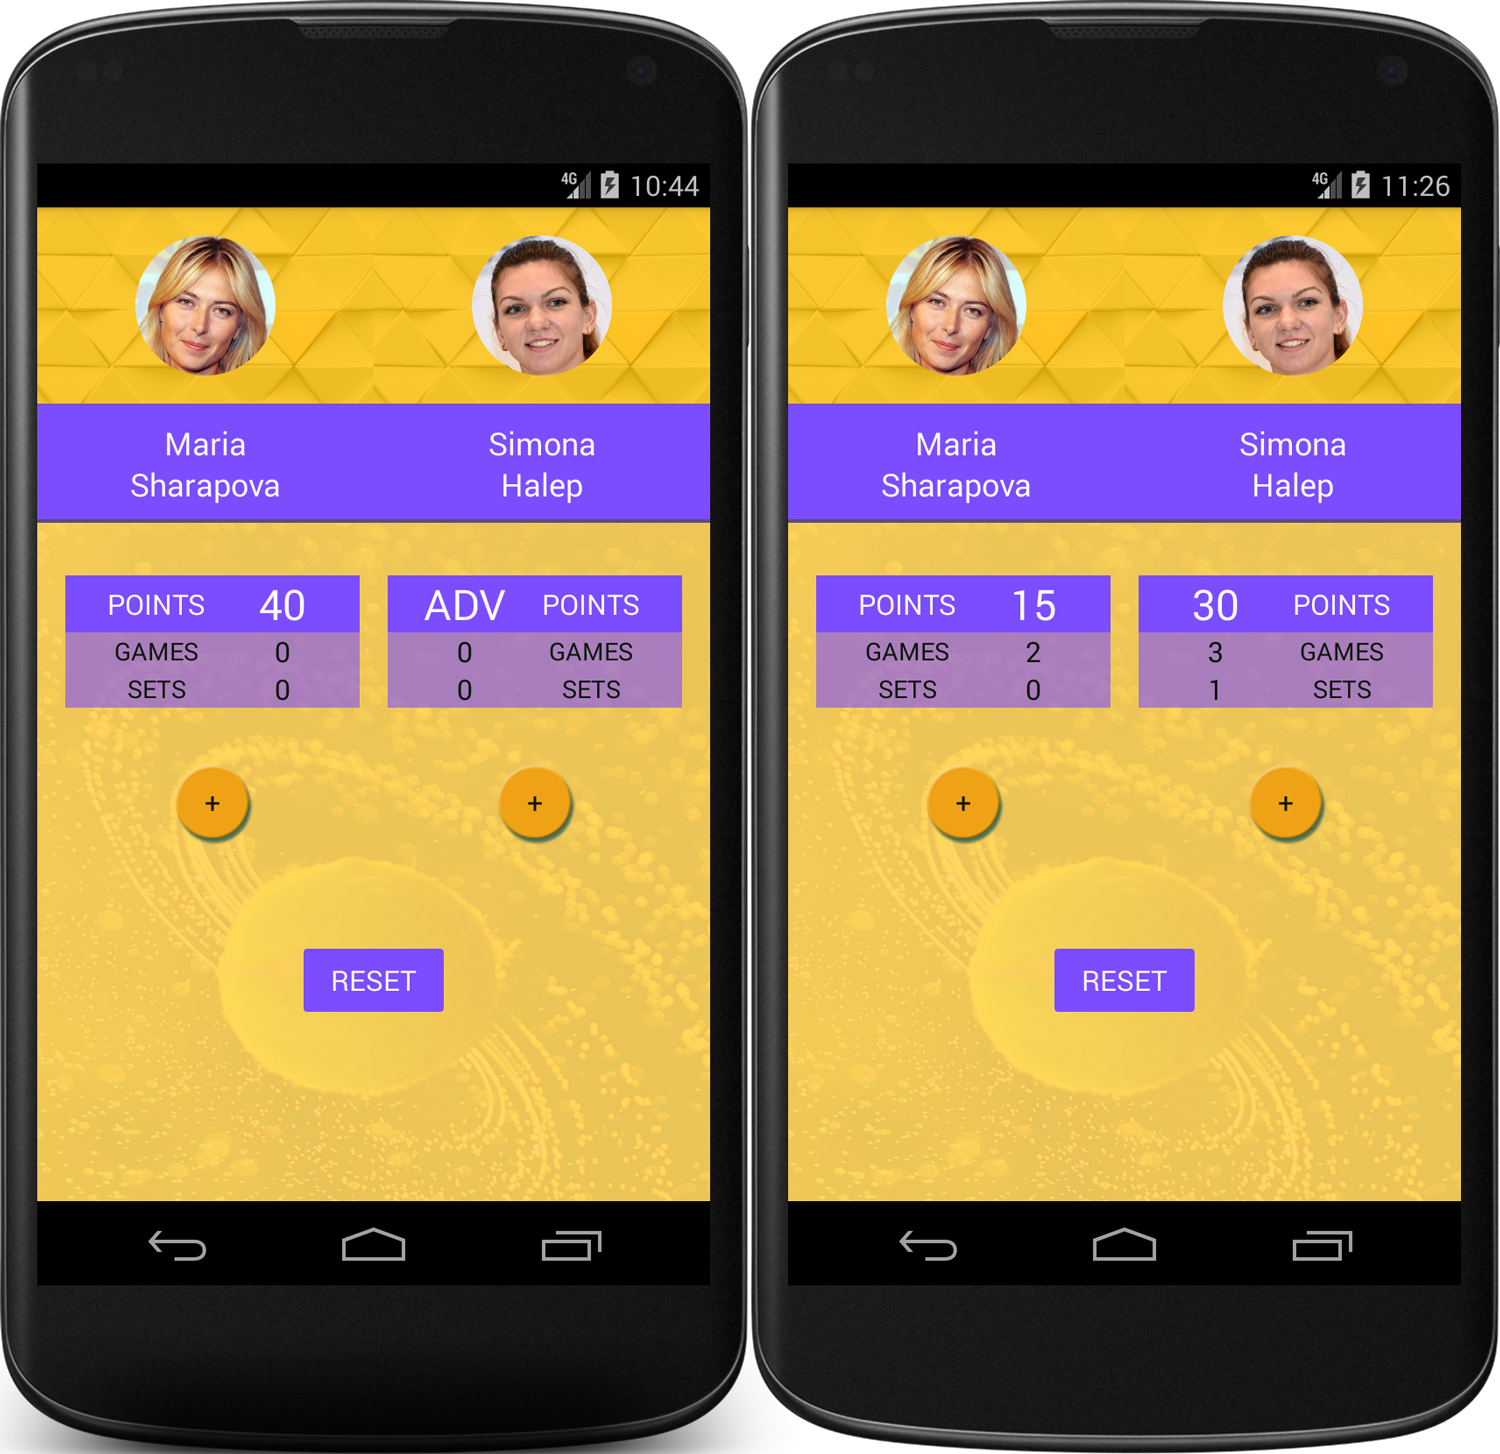 4G 10:44
Maria
Sharapova
Simona
Halep
POINTS 40
GAMES 0
SETS 0
ADV POINTS
0 GAMES
0 SETS
+
+
RESET
4G 11:26
Maria
Sharapova
Simona
Halep
POINTS 15
GAMES 2
SETS 0
30 POINTS
3 GAMES
1 SETS
+
+
RESET